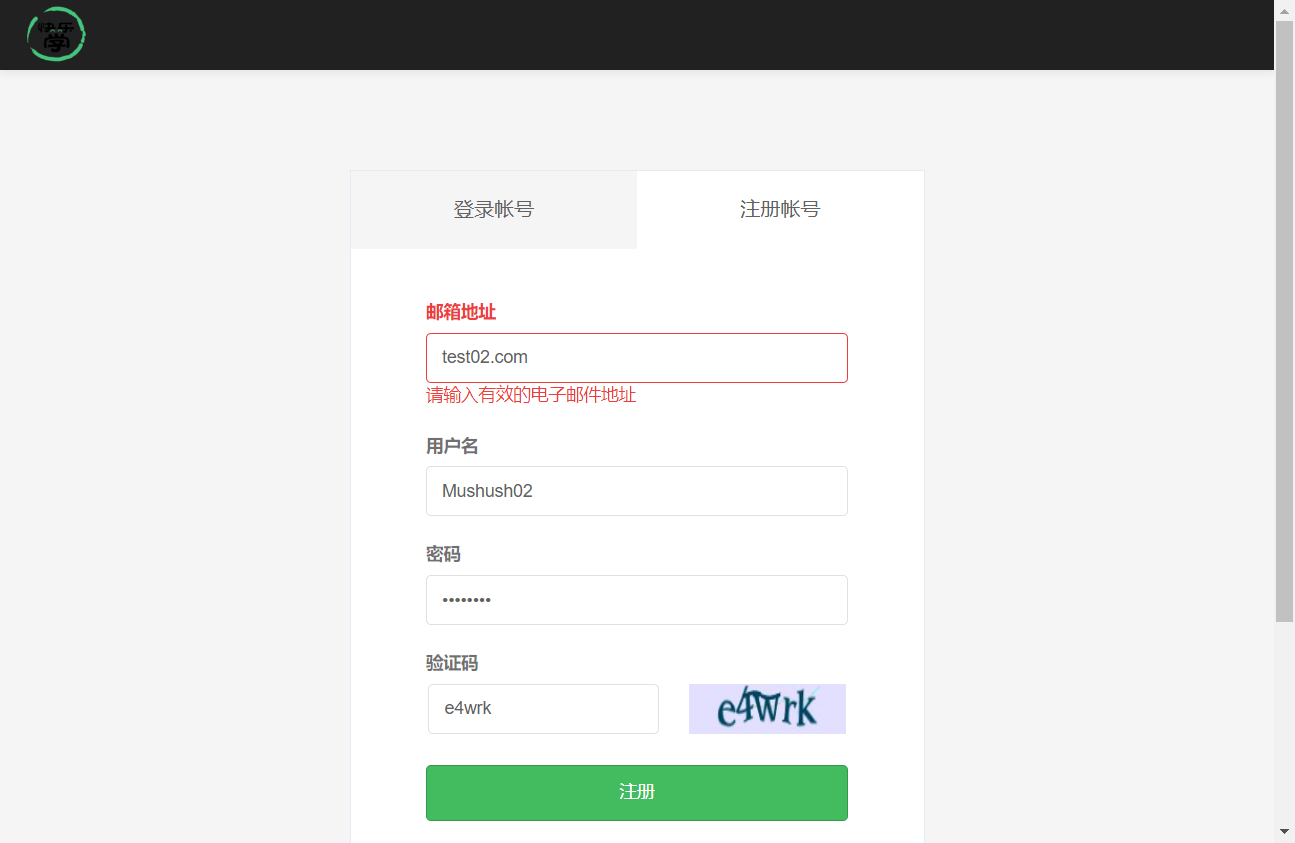 快乐
學
登录帐号
注册帐号
邮箱地址
test02.com
请输入有效的电子邮件地址
用户名
Mushush02
密码
••••••••
验证码
e4wrk
e4wrk
注册